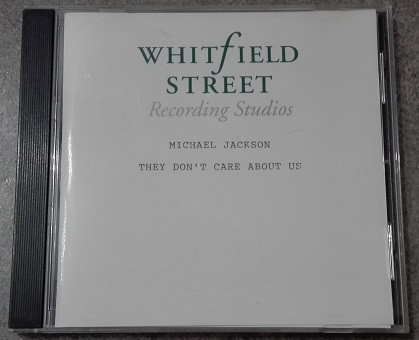 WHITfIELD
STREET
Recording Studios
MICHAEL JACKSON
THEY DON'T CARE ABOUT US